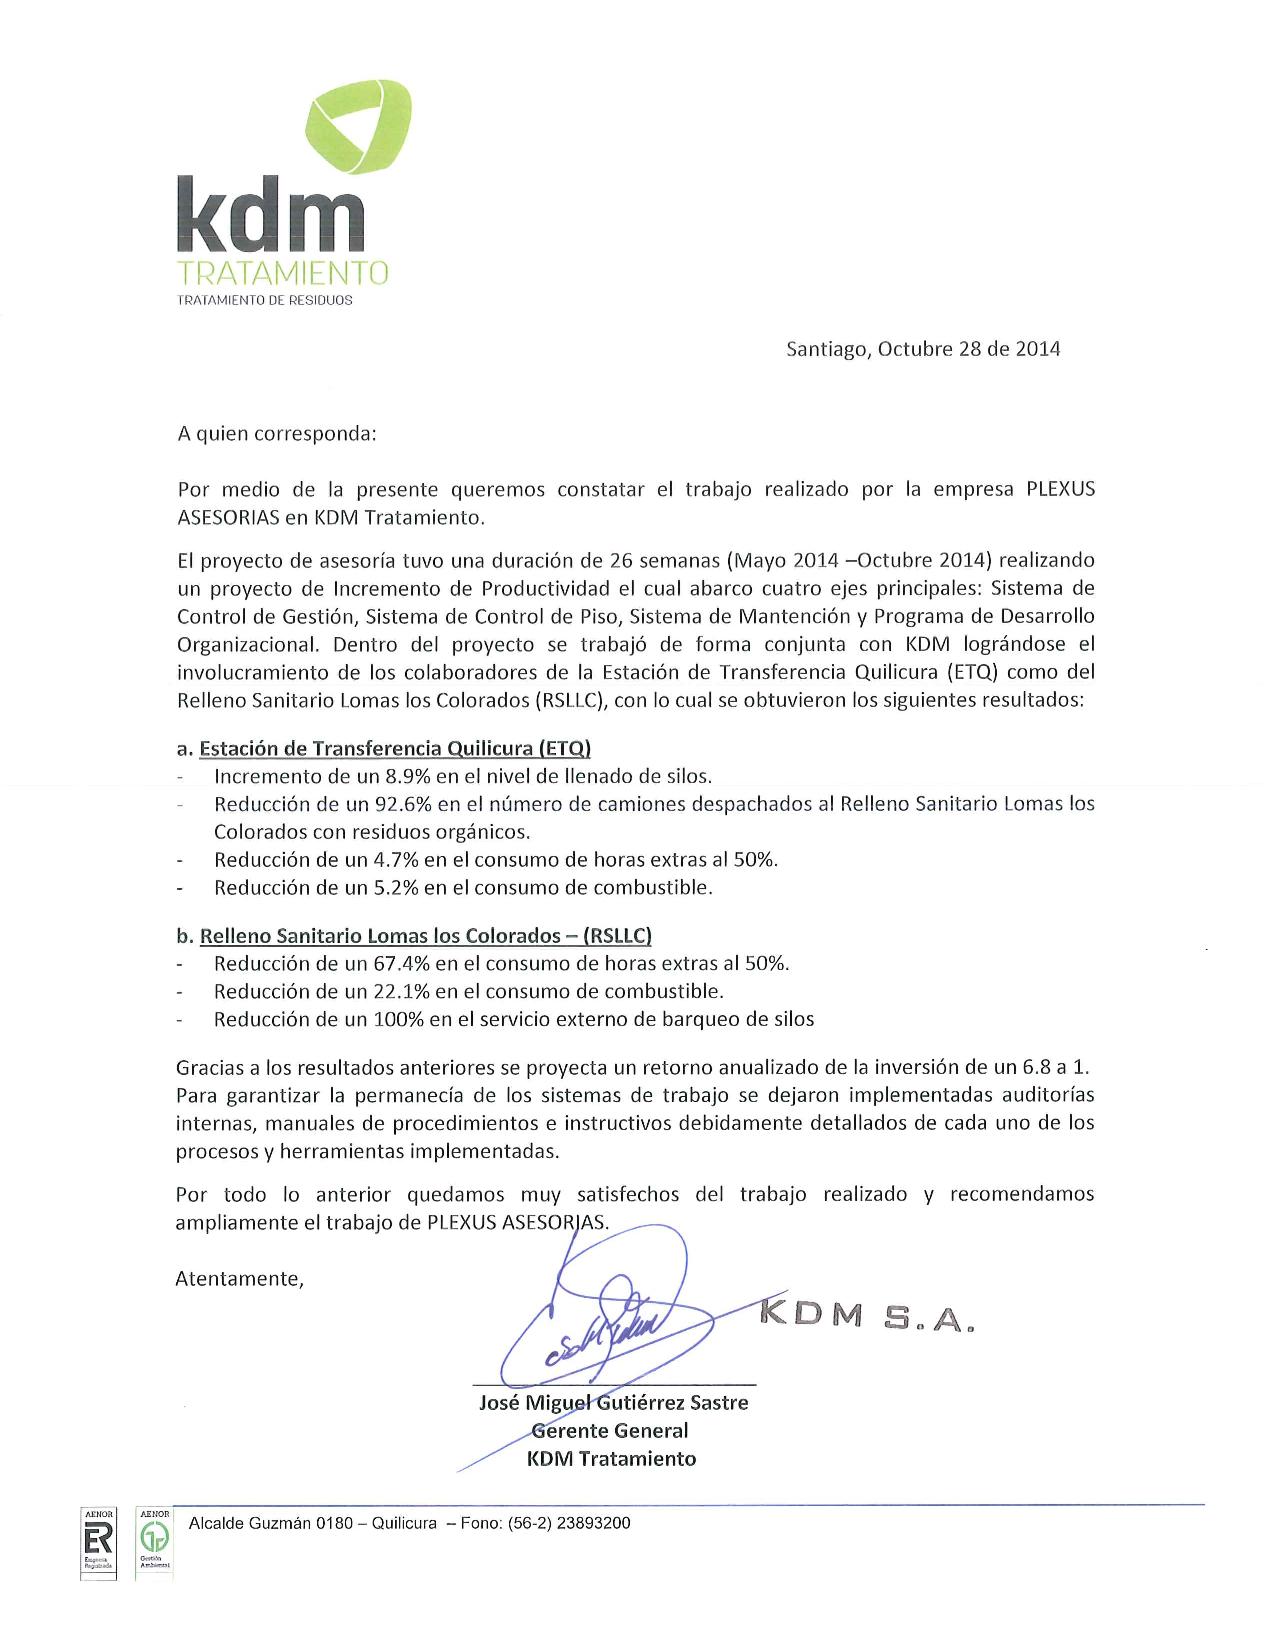 kdm
TRATAMIENTO
TRATAMIENTO DE RESIDUOS
Santiago, Octubre 28 de 2014
A quien corresponda:
Por medio de la presente queremos constatar el trabajo realizado por la empresa PLEXUS
ASESORIAS en KDM Tratamiento.
El proyecto de asesoría tuvo una duración de 26 semanas (Mayo 2014 –Octubre 2014) realizando
un proyecto de Incremento de Productividad el cual abarco cuatro ejes principales: Sistema de
Control de Gestión, Sistema de Control de Piso, Sistema de Mantención y Programa de Desarrollo
Organizacional. Dentro del proyecto se trabajó de forma conjunta con KDM lográndose el
involucramiento de los colaboradores de la Estación de Transferencia Quilicura (ETQ) como del
Relleno Sanitario Lomas los Colorados (RSLLC), con lo cual se obtuvieron los siguientes resultados:
a. Estación de Transferencia Quilicura (ETQ)
- Incremento de un 8.9% en el nivel de llenado de silos.
- Reducción de un 92.6% en el número de camiones despachados al Relleno Sanitario Lomas los
Colorados con residuos orgánicos.
- Reducción de un 4.7% en el consumo de horas extras al 50%.
- Reducción de un 5.2% en el consumo de combustible.
b. Relleno Sanitario Lomas los Colorados – (RSLLC)
- Reducción de un 67.4% en el consumo de horas extras al 50%.
- Reducción de un 22.1% en el consumo de combustible.
- Reducción de un 100% en el servicio externo de barqueo de silos
Gracias a los resultados anteriores se proyecta un retorno anualizado de la inversión de un 6.8 a 1.
Para garantizar la permanecía de los sistemas de trabajo se dejaron implementadas auditorías
internas, manuales de procedimientos e instructivos debidamente detallados de cada uno de los
procesos y herramientas implementadas.
Por todo lo anterior quedamos muy satisfechos del trabajo realizado y recomendamos
ampliamente el trabajo de PLEXUS ASESORIAS.
Atentamente,
KDM S.A.
José Miguel Gutiérrez Sastre
Gerente General
KDM Tratamiento
AENOR
ER
Empresa
Registrada
AENOR
Gestión
Ambiental
Alcalde Guzmán 0180 – Quilicura – Fono: (56-2) 23893200